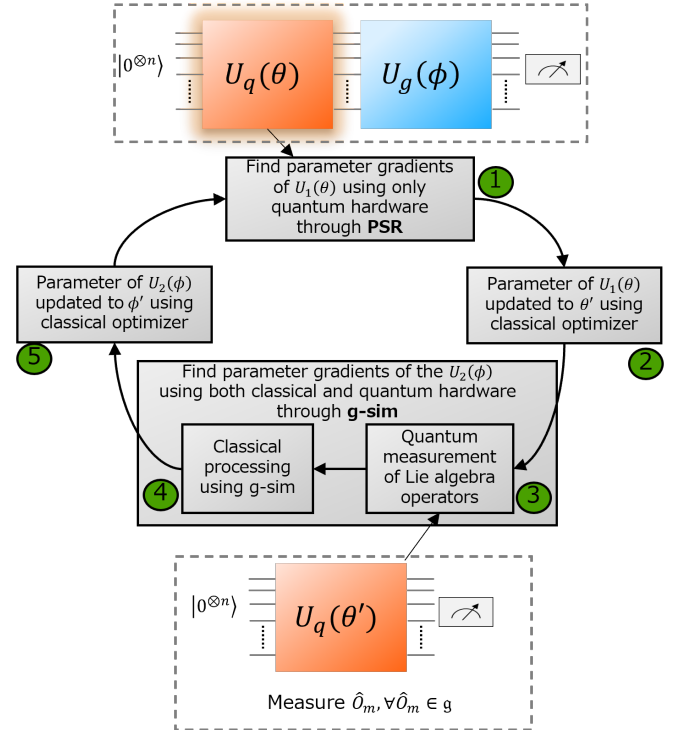 |0^{⊗n}⟩
U_q(θ)
U_g(ϕ)
Find parameter gradients
of U_1(θ) using only
quantum hardware
through PSR
1
Parameter of U_2(ϕ)
updated to ϕ′ using
classical optimizer
5
Parameter of U_1(θ)
updated to θ′ using
classical optimizer
2
Find parameter gradients of the U_2(ϕ)
using both classical and quantum hardware
through g-sim
Classical
processing
using g-sim
4
Quantum
measurement
of Lie algebra
operators
3
|0^{⊗n}⟩
U_q(θ′)
Measure Ô_m, ∀Ô_m ∈ 𝔤